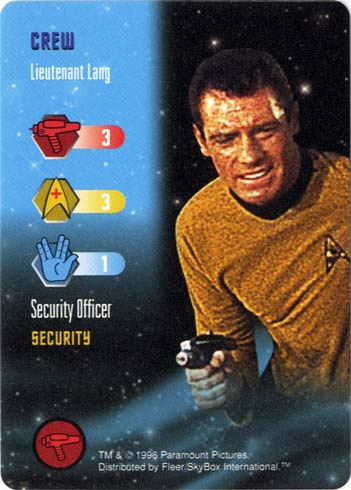 CREW
Lieutenant Lang
3
3
1
Security Officer
SECURITY
TM & © 1996 Paramount Pictures.
Distributed by Fleer/SkyBox International.™